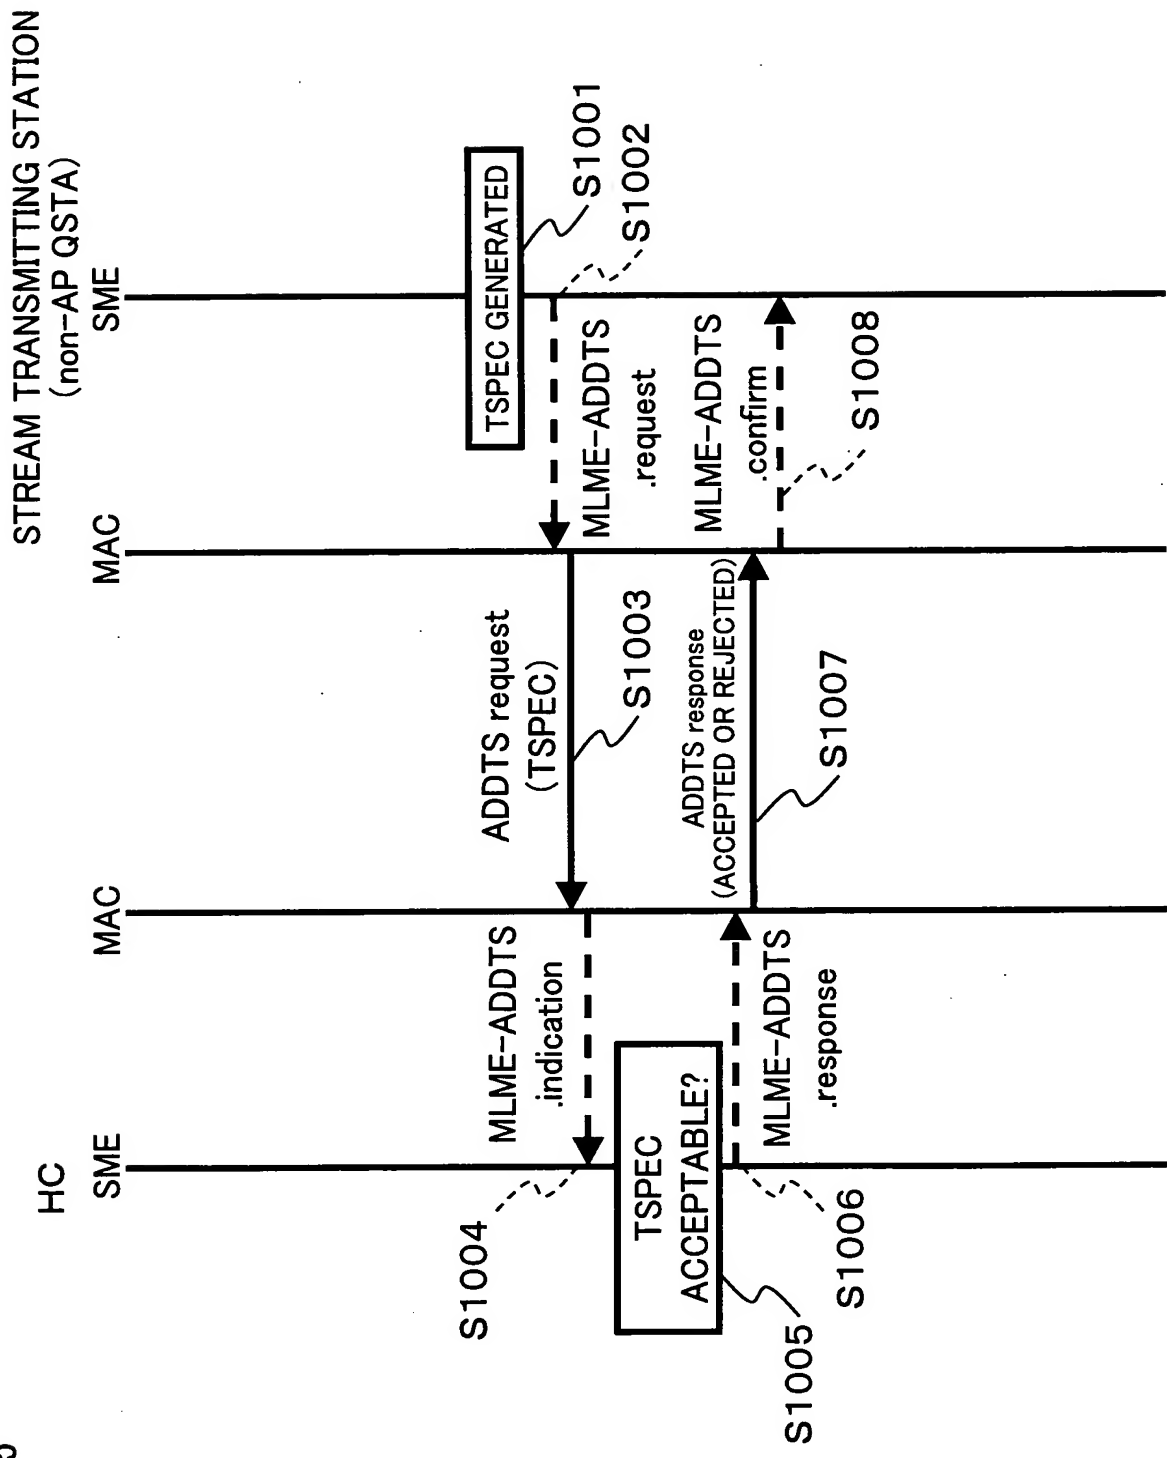 STREAM TRANSMITTING STATION
(non-AP QSTA)
HC
SME
MAC
MAC
SME
TSPEC GENERATED
S1001
S1002
MLME-ADDTS
.request
ADDTS request
(TSPEC)
S1003
MLME-ADDTS
.indication
S1004
TSPEC
ACCEPTABLE?
S1005
MLME-ADDTS
.response
S1006
ADDTS response
(ACCEPTED OR REJECTED)
S1007
MLME-ADDTS
.confirm
S1008